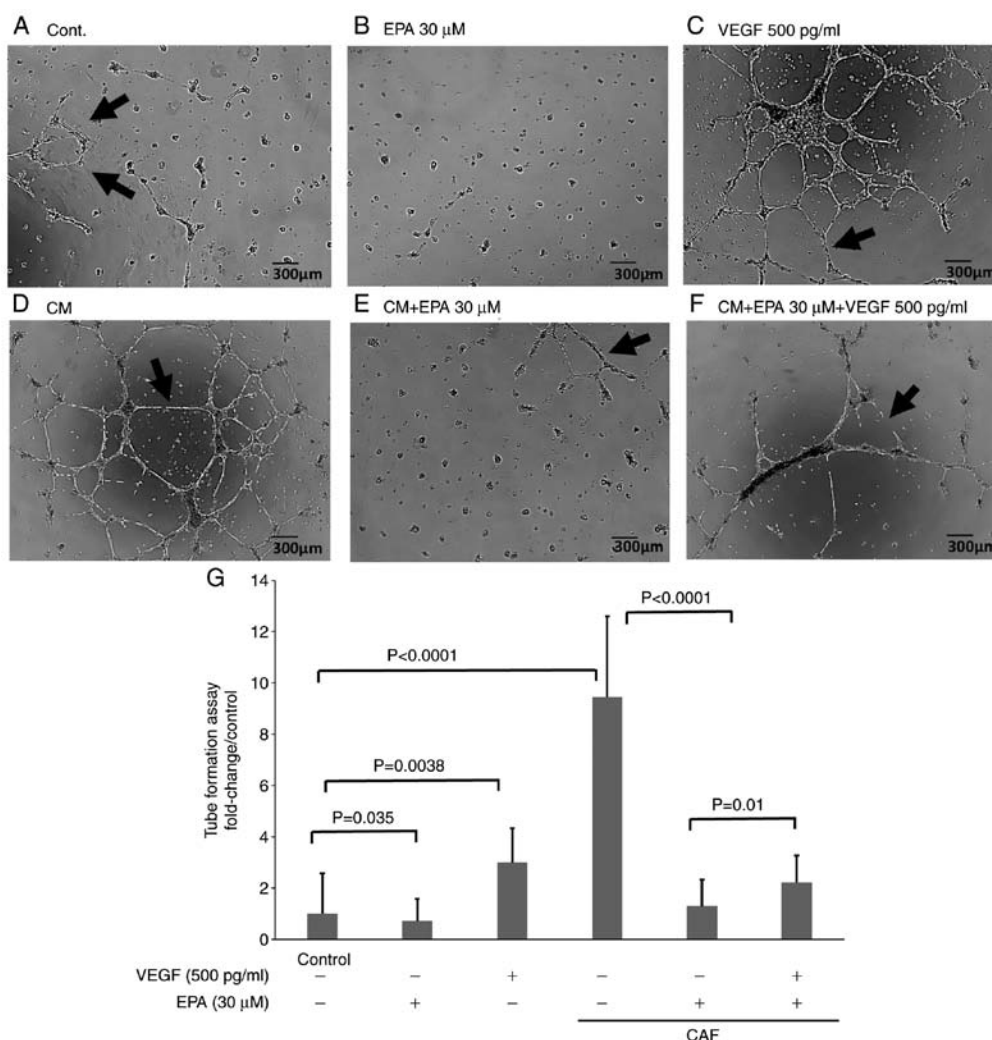 A Cont.
B EPA 30 μM
C VEGF 500 pg/ml
300μm
300μm
300μm
D CM
E CM+EPA 30 μM
F CM+EPA 30 μM+VEGF 500 pg/ml
300μm
300μm
300μm
G
Tube formation assay
fold-change/control
14
12
10
8
6
4
2
0
P<0.0001
P<0.0001
P=0.0038
P=0.035
P=0.01
Control
VEGF (500 pg/ml) – – + – – +
EPA (30 μM) – + – – + +
CAF